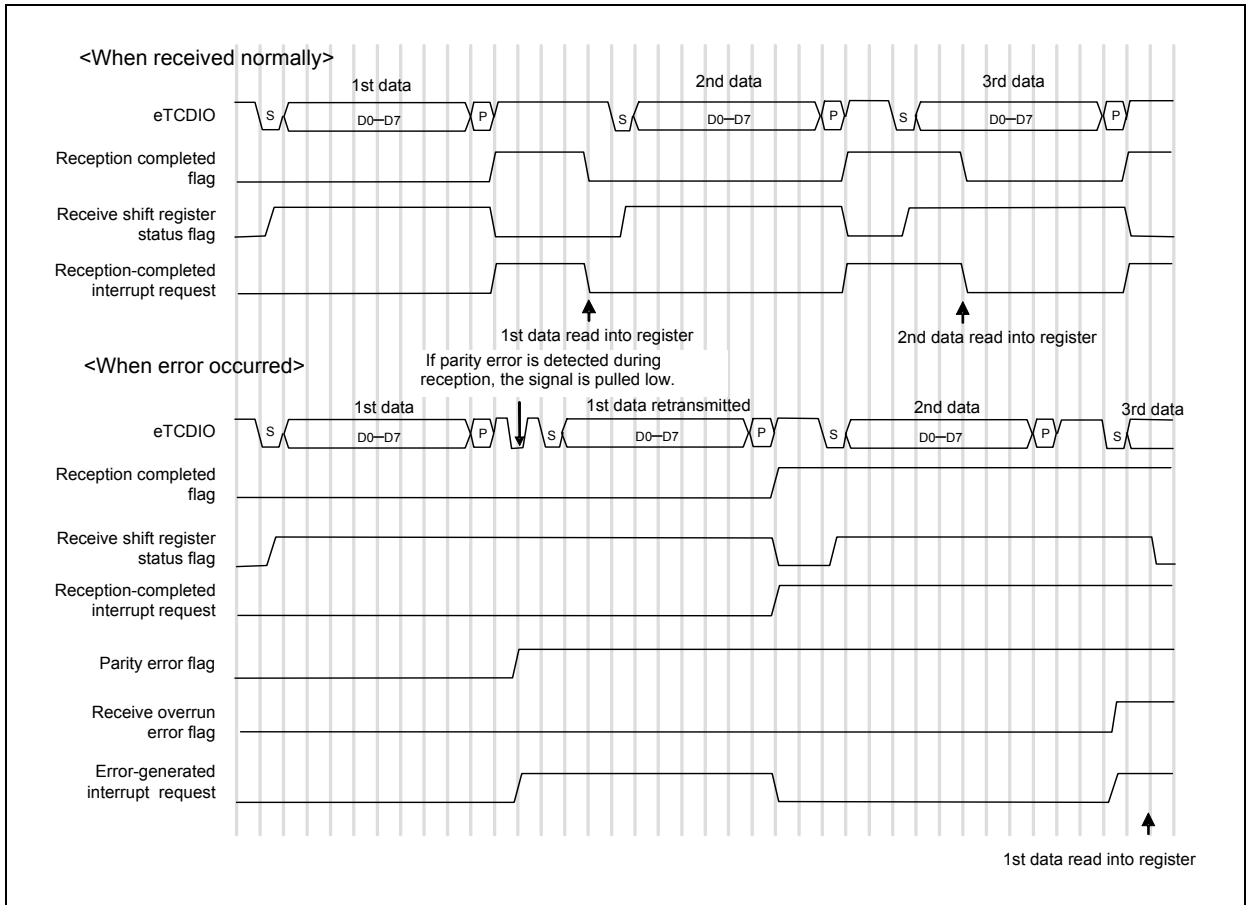 <When received normally>
1st data
2nd data
3rd data
eTCDIO
S
D0—D7
P
S
D0—D7
P
S
D0—D7
P
Reception completed
flag
Receive shift register
status flag
Reception-completed
interrupt request
1st data read into register
2nd data read into register
<When error occurred>
If parity error is detected during
reception, the signal is pulled low.
1st data
1st data retransmitted
2nd data
3rd data
eTCDIO
S
D0—D7
P
S
D0—D7
P
S
D0—D7
P
S
Reception completed
flag
Receive shift register
status flag
Reception-completed
interrupt request
Parity error flag
Receive overrun
error flag
Error-generated
interrupt request
1st data read into register